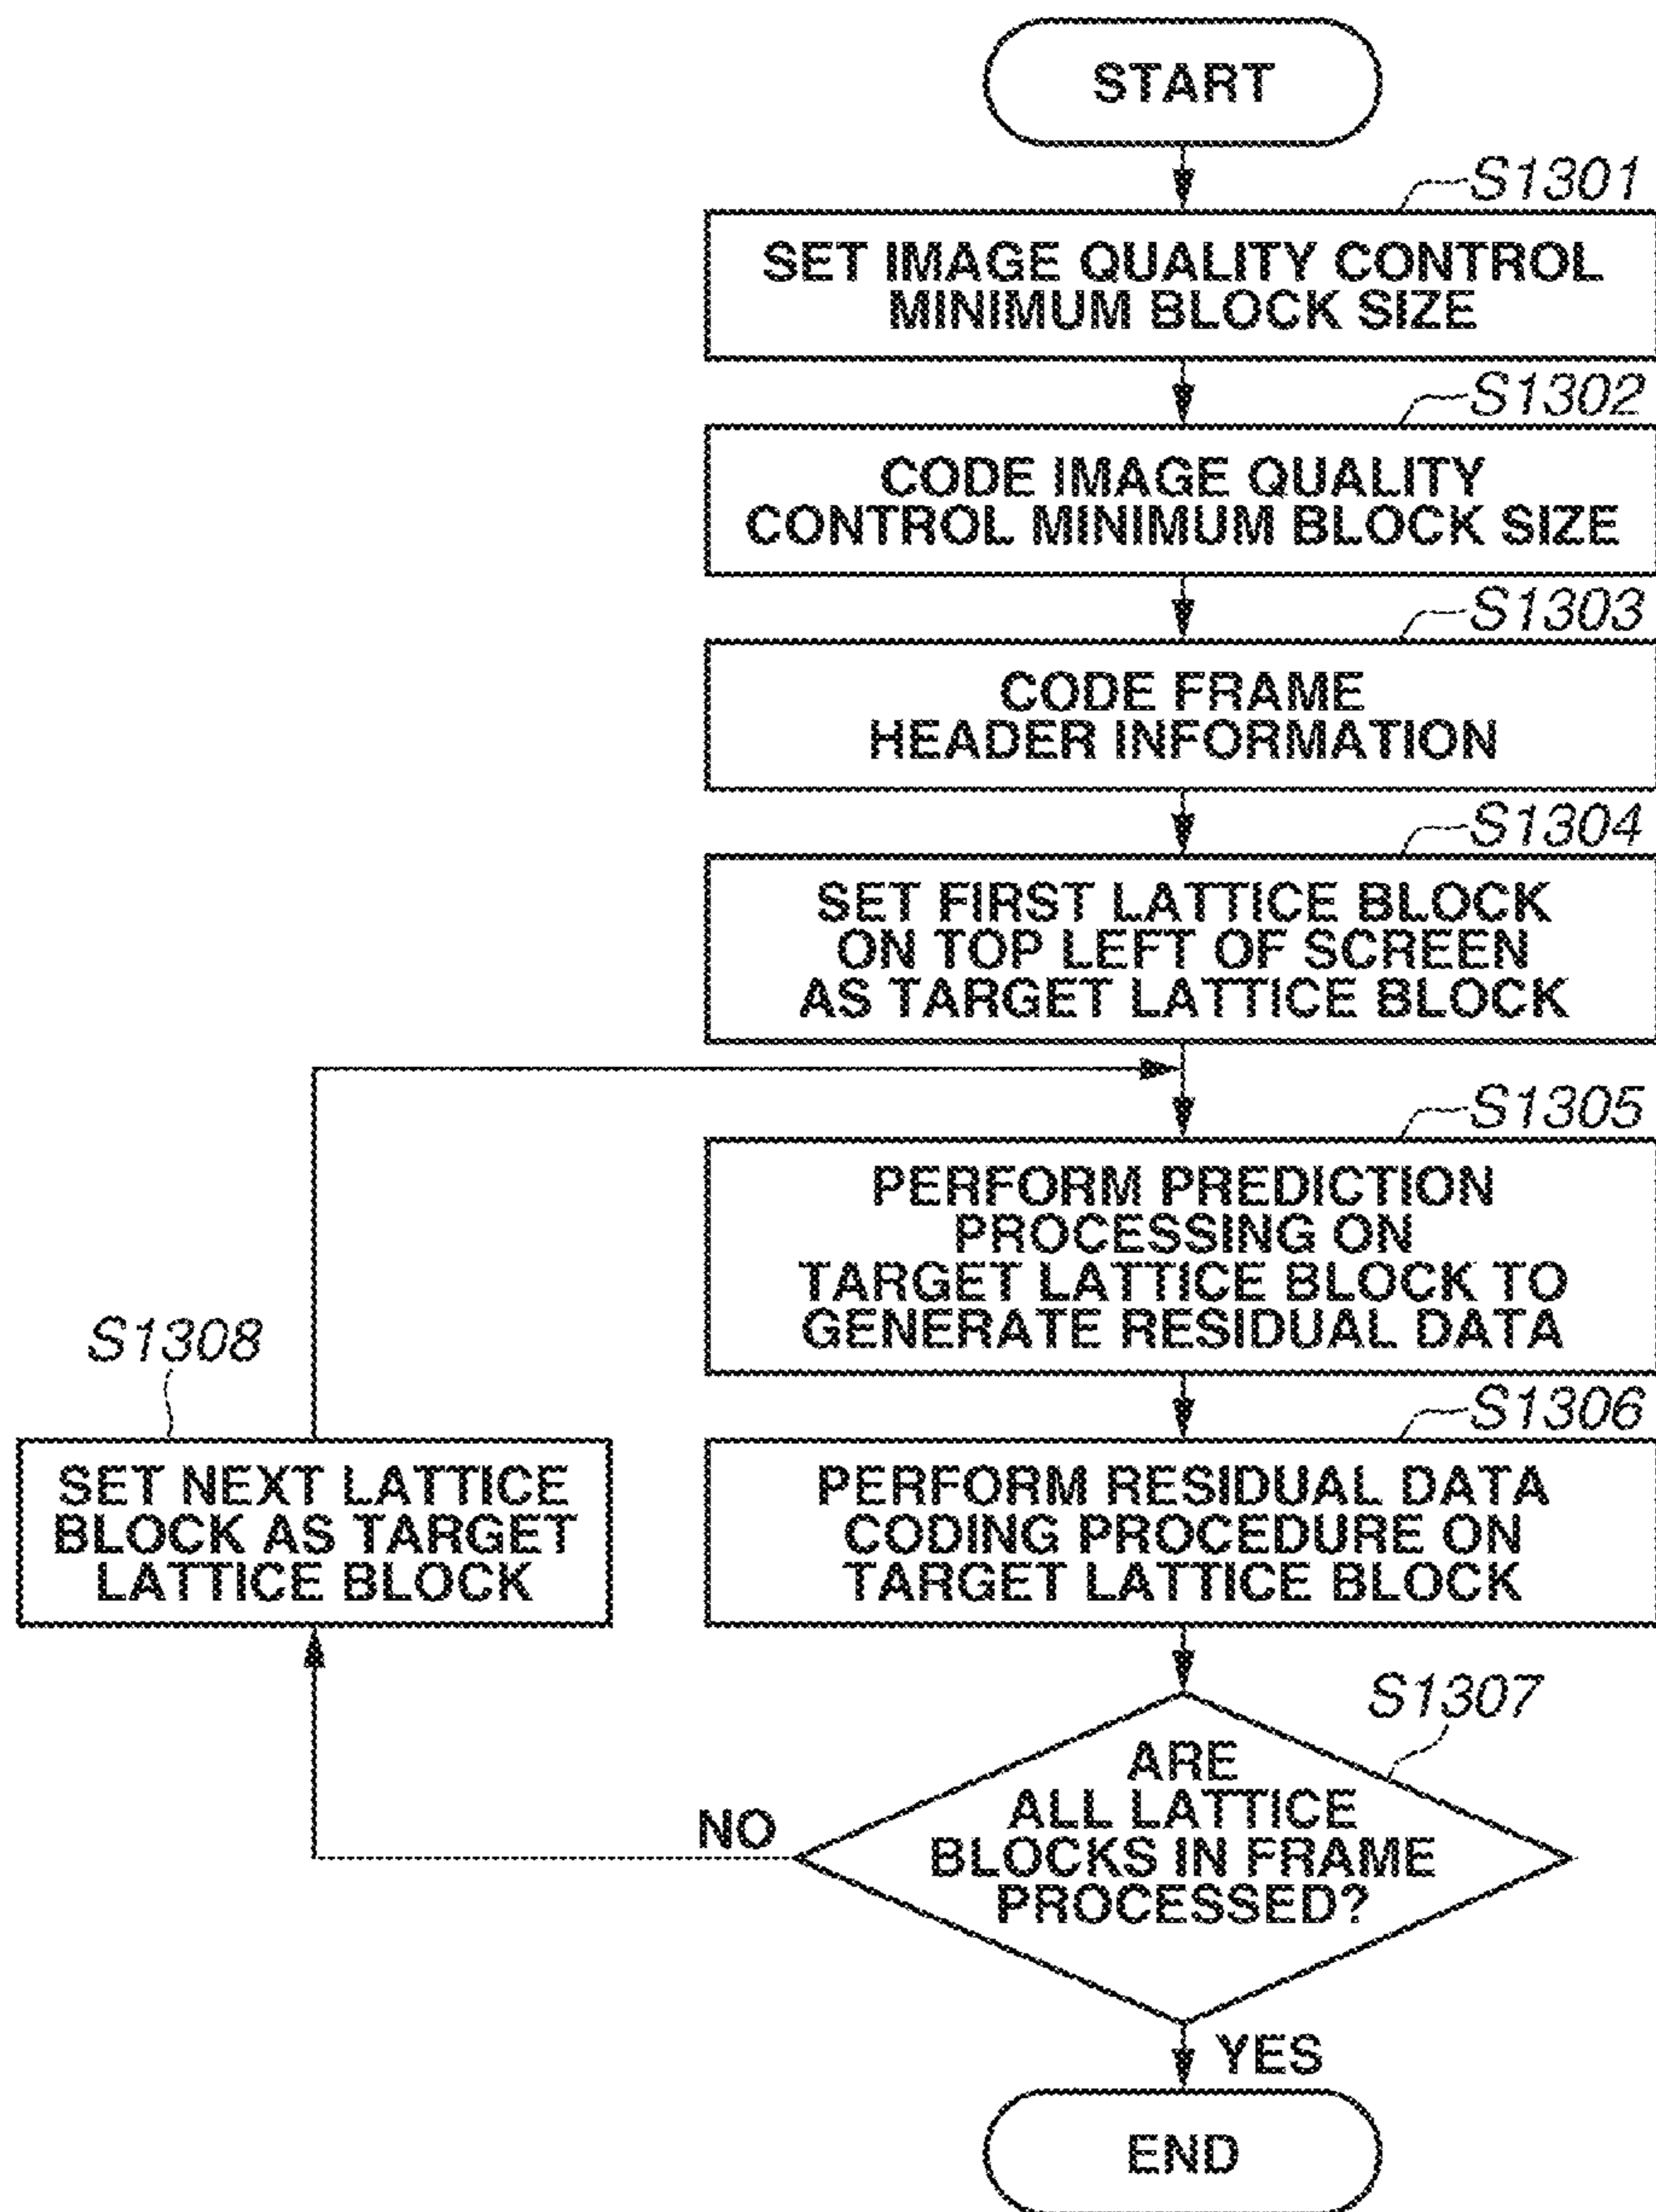 START
S1301
SET IMAGE QUALITY CONTROL
MINIMUM BLOCK SIZE
S1302
CODE IMAGE QUALITY
CONTROL MINIMUM BLOCK SIZE
S1303
CODE FRAME
HEADER INFORMATION
S1304
SET FIRST LATTICE BLOCK
ON TOP LEFT OF SCREEN
AS TARGET LATTICE BLOCK
S1305
PERFORM PREDICTION
PROCESSING ON
TARGET LATTICE BLOCK TO
GENERATE RESIDUAL DATA
S1306
PERFORM RESIDUAL DATA
CODING PROCEDURE ON
TARGET LATTICE BLOCK
S1307
ARE
ALL LATTICE
BLOCKS IN FRAME
PROCESSED?
NO
S1308
SET NEXT LATTICE
BLOCK AS TARGET
LATTICE BLOCK
YES
END